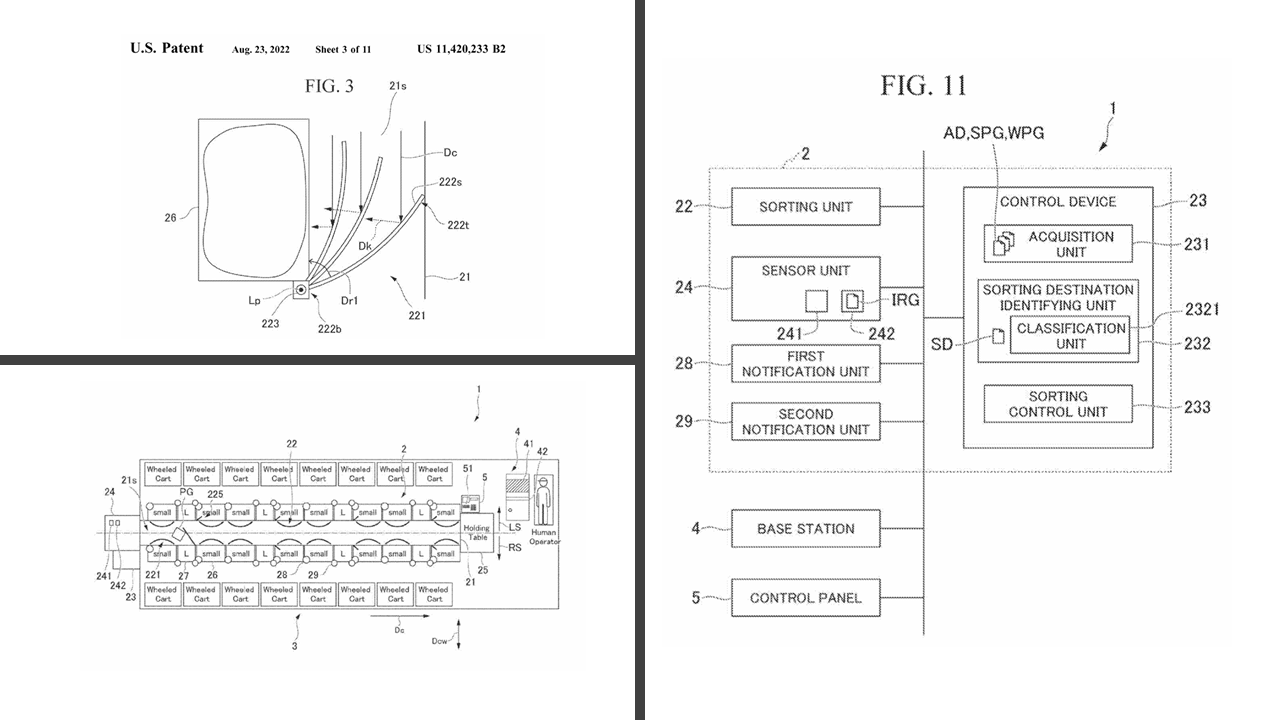 U.S. Patent Aug. 23, 2022 Sheet 3 of 11 US 11,420,233 B2
FIG. 3
21s
Dc
222s
26
222t
Dk
21
Lp
Dr1
221
223
222b
1
4
22
2
41
42
Wheeled Cart Wheeled Cart Wheeled Cart Wheeled Cart Wheeled Cart Wheeled Cart Wheeled Cart Wheeled Cart
51
5
21s
PG
225
24
small L small small L small small L small small L small
LS
Holding Table
Human Operator
RS
small L small small L small small L small small L small
241
242
23
221
27
26
28
29
21
25
Wheeled Cart Wheeled Cart Wheeled Cart Wheeled Cart Wheeled Cart Wheeled Cart Wheeled Cart Wheeled Cart
3
Dc
Dcw
FIG. 11
1
AD,SPG,WPG
2
22
SORTING UNIT
24
SENSOR UNIT
IRG
241
242
28
FIRST
NOTIFICATION UNIT
29
SECOND
NOTIFICATION UNIT
CONTROL DEVICE
23
ACQUISITION
UNIT
231
SORTING DESTINATION
IDENTIFYING UNIT
2321
CLASSIFICATION
UNIT
SD
232
SORTING
CONTROL UNIT
233
4
BASE STATION
5
CONTROL PANEL